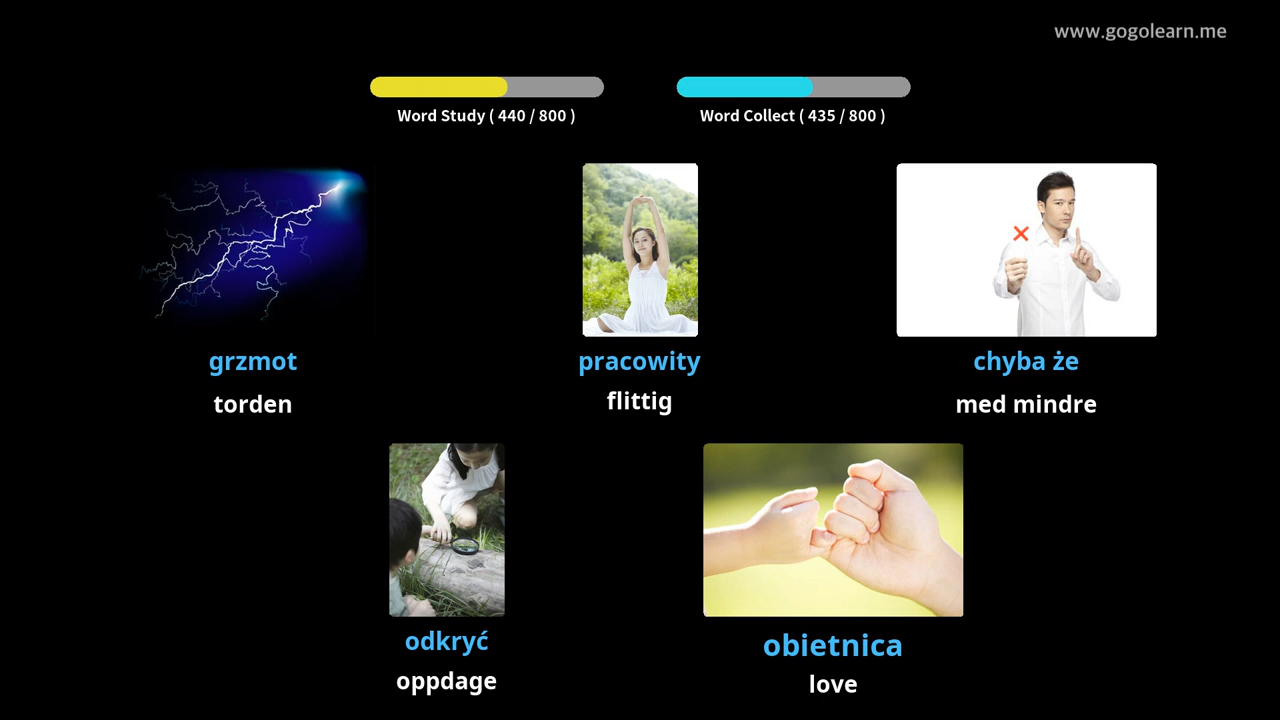 www.gogolearn.me
Word Study ( 440 / 800 )
Word Collect ( 435 / 800 )
grzmot
torden
pracowity
flittig
chyba że
med mindre
odkryć
oppdage
obietnica
love